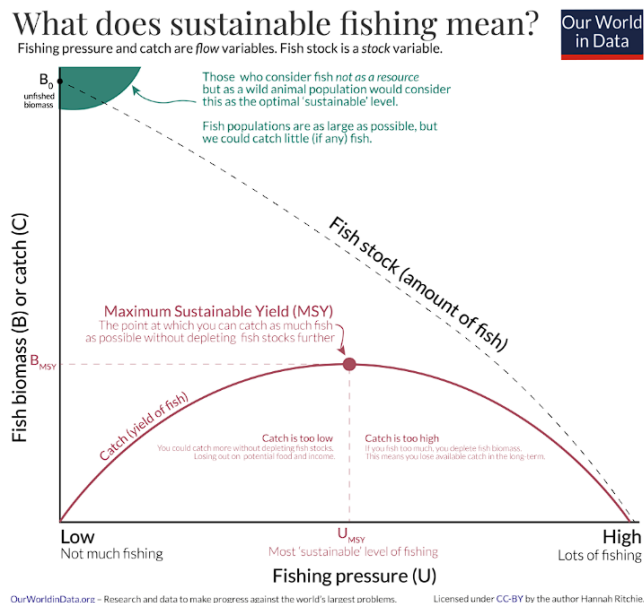 What does sustainable fishing mean?
Fishing pressure and catch are flow variables. Fish stock is a stock variable.
Our World
in Data
B₀
unfished
biomass
Those who consider fish not as a resource
but as a wild animal population would consider
this as the optimal 'sustainable' level.
Fish populations are as large as possible, but
we could catch little (if any) fish.
Fish stock (amount of fish)
Fish biomass (B) or catch (C)
Maximum Sustainable Yield (MSY)
The point at which you can catch as much fish
as possible without depleting fish stocks further
B MSY
Catch (yield of fish)
Catch is too low
You could catch more without depleting fish stocks.
Losing out on potential food and income.
Catch is too high
If you fish too much, you deplete fish biomass.
This means you lose available catch in the long-term.
Low
Not much fishing
U MSY
Most 'sustainable' level of fishing
High
Lots of fishing
Fishing pressure (U)
OurWorldinData.org – Research and data to make progress against the world's largest problems.
Licensed under CC-BY by the author Hannah Ritchie.